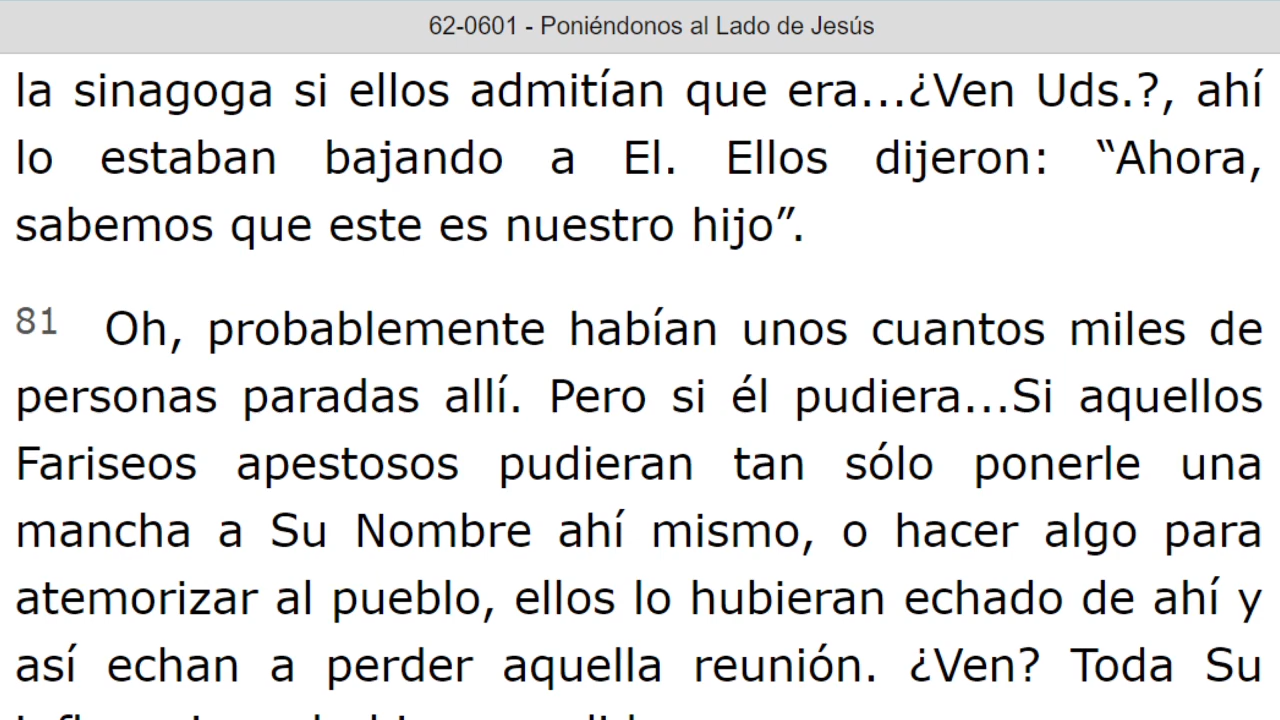 62-0601 - Poniéndonos al Lado de Jesús
la sinagoga si ellos admitían que era...¿Ven Uds.?, ahí
lo estaban bajando a El. Ellos dijeron: “Ahora,
sabemos que este es nuestro hijo”.
81 Oh, probablemente habían unos cuantos miles de
personas paradas allí. Pero si él pudiera...Si aquellos
Fariseos apestosos pudieran tan sólo ponerle una
mancha a Su Nombre ahí mismo, o hacer algo para
atemorizar al pueblo, ellos lo hubieran echado de ahí y
así echan a perder aquella reunión. ¿Ven? Toda Su